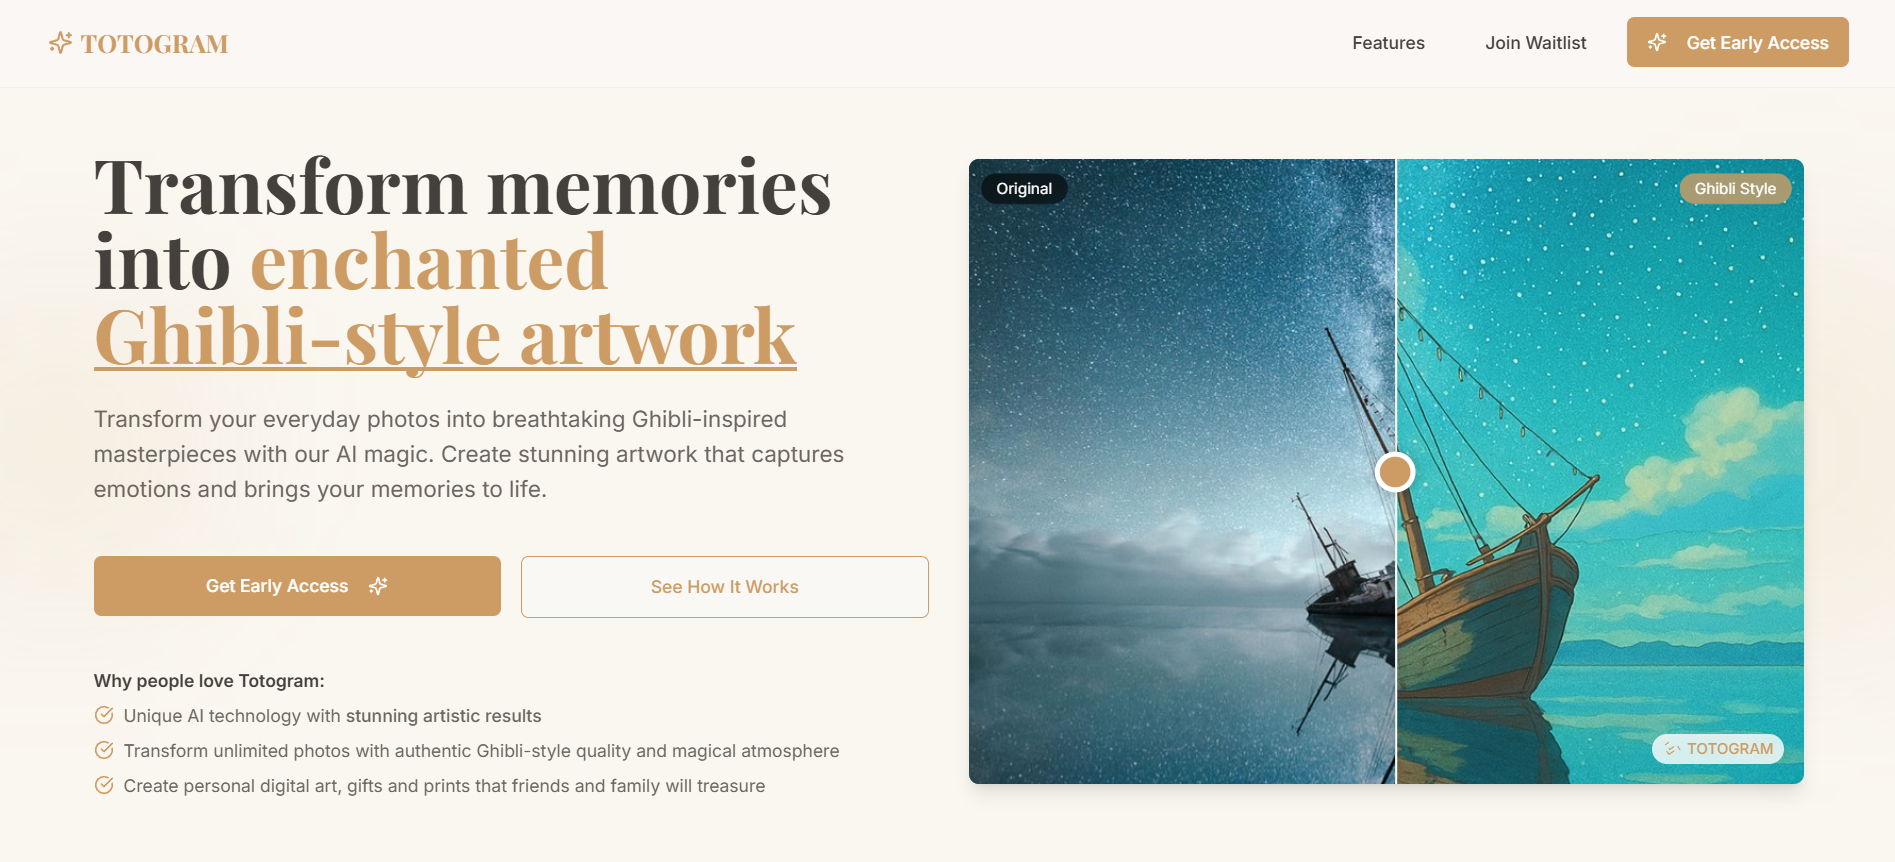 TOTOGRAM
Features
Join Waitlist
Get Early Access
Transform memories
into enchanted
Ghibli-style artwork
Transform your everyday photos into breathtaking Ghibli-inspired
masterpieces with our AI magic. Create stunning artwork that captures
emotions and brings your memories to life.
Get Early Access
See How It Works
Why people love Totogram:
Unique AI technology with stunning artistic results
Transform unlimited photos with authentic Ghibli-style quality and magical atmosphere
Create personal digital art, gifts and prints that friends and family will treasure
Original
Ghibli Style
TOTOGRAM